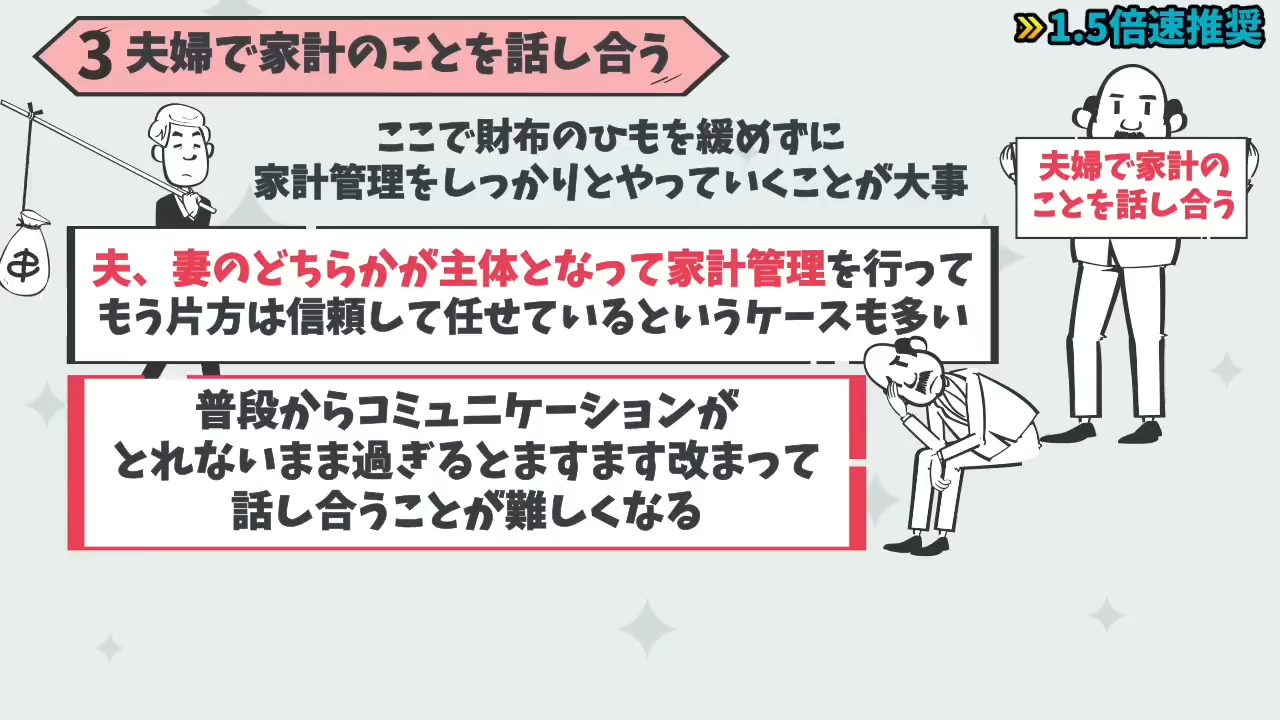 3 夫婦で家計のことを話し合う
1.5倍速推奨
ここで財布のひもを緩めずに
家計管理をしっかりとやっていくことが大事
夫婦で家計の
ことを話し合う
夫、妻のどちらかが主体となって家計管理を行って
もう片方は信頼して任せているというケースも多い
普段からコミュニケーションが
とれないまま過ぎるとますます改まって
話し合うことが難しくなる